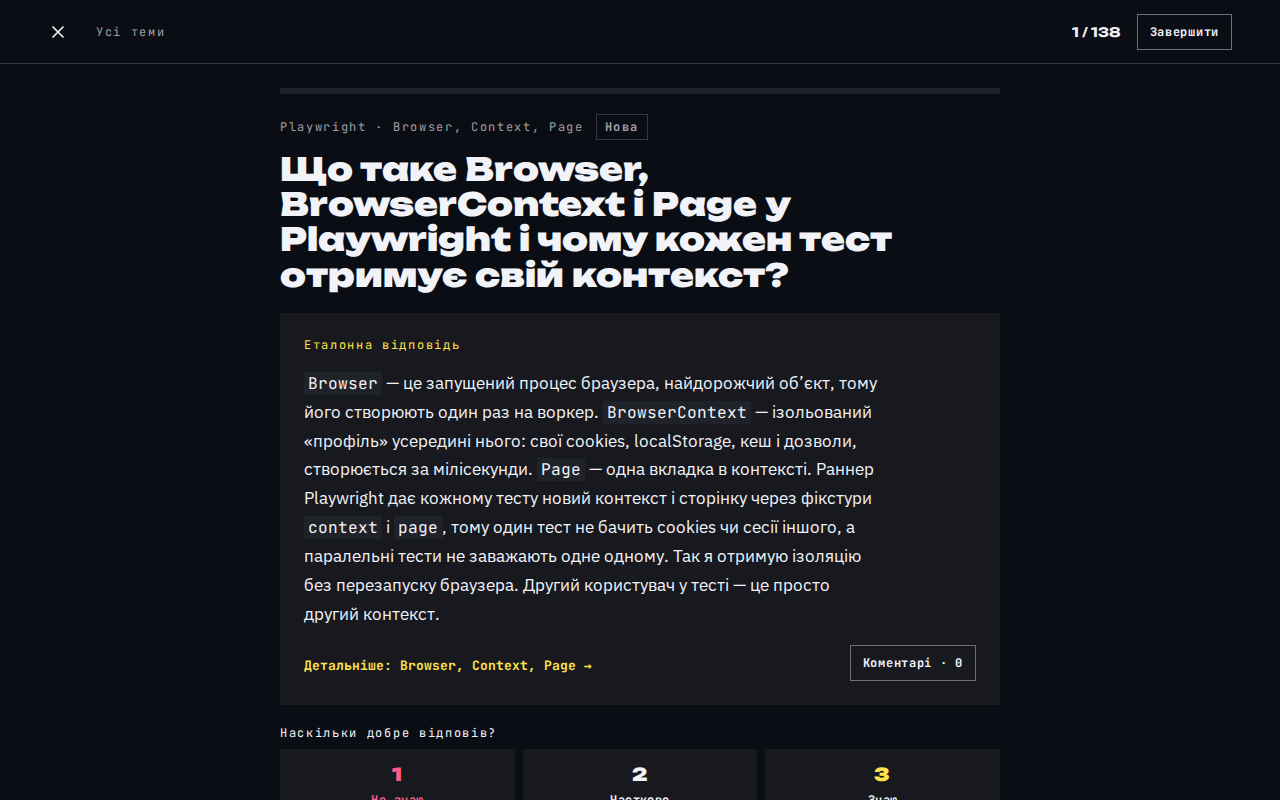 Усі теми
1/138
Завершити
Playwright · Browser, Context, Page
Нова
Що таке Browser,
BrowserContext і Page у
Playwright і чому кожен тест
отримує свій контекст?
Еталонна відповідь
Browser — це запущений процес браузера, найдорожчий об’єкт, тому
його створюють один раз на воркер. BrowserContext — ізольований
«профіль» усередині нього: свої cookies, localStorage, кеш і дозволи,
створюється за мілісекунди. Page — одна вкладка в контексті. Раннер
Playwright дає кожному тесту новий контекст і сторінку через фікстури
context і page, тому один тест не бачить cookies чи сесії іншого, а
паралельні тести не заважають одне одному. Так я отримую ізоляцію
без перезапуску браузера. Другий користувач у тесті — це просто
другий контекст.
Детальніше: Browser, Context, Page →
Коментарі · 0
Наскільки добре відповів?
1
2
3
Не знаю
Частково
Знаю